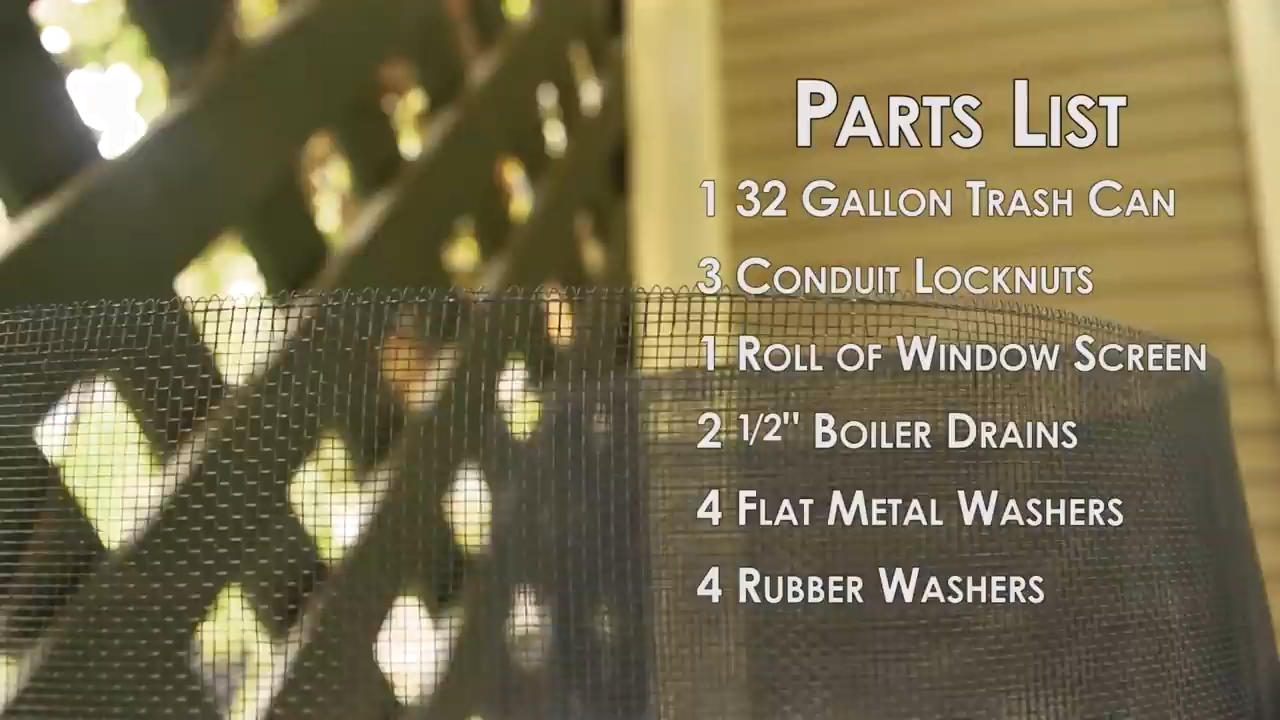 Parts List
1 32 Gallon Trash Can
3 Conduit Locknuts
1 Roll of Window Screen
2 1/2" Boiler Drains
4 Flat Metal Washers
4 Rubber Washers